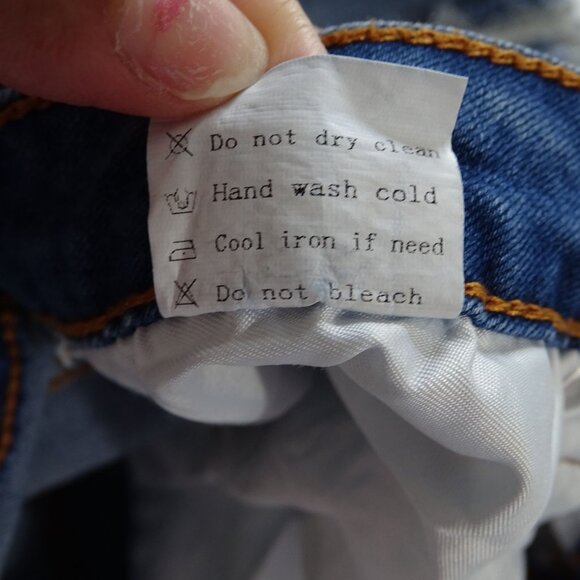 Do not dry clean
Hand wash cold
Cool iron if need
Do not bleach